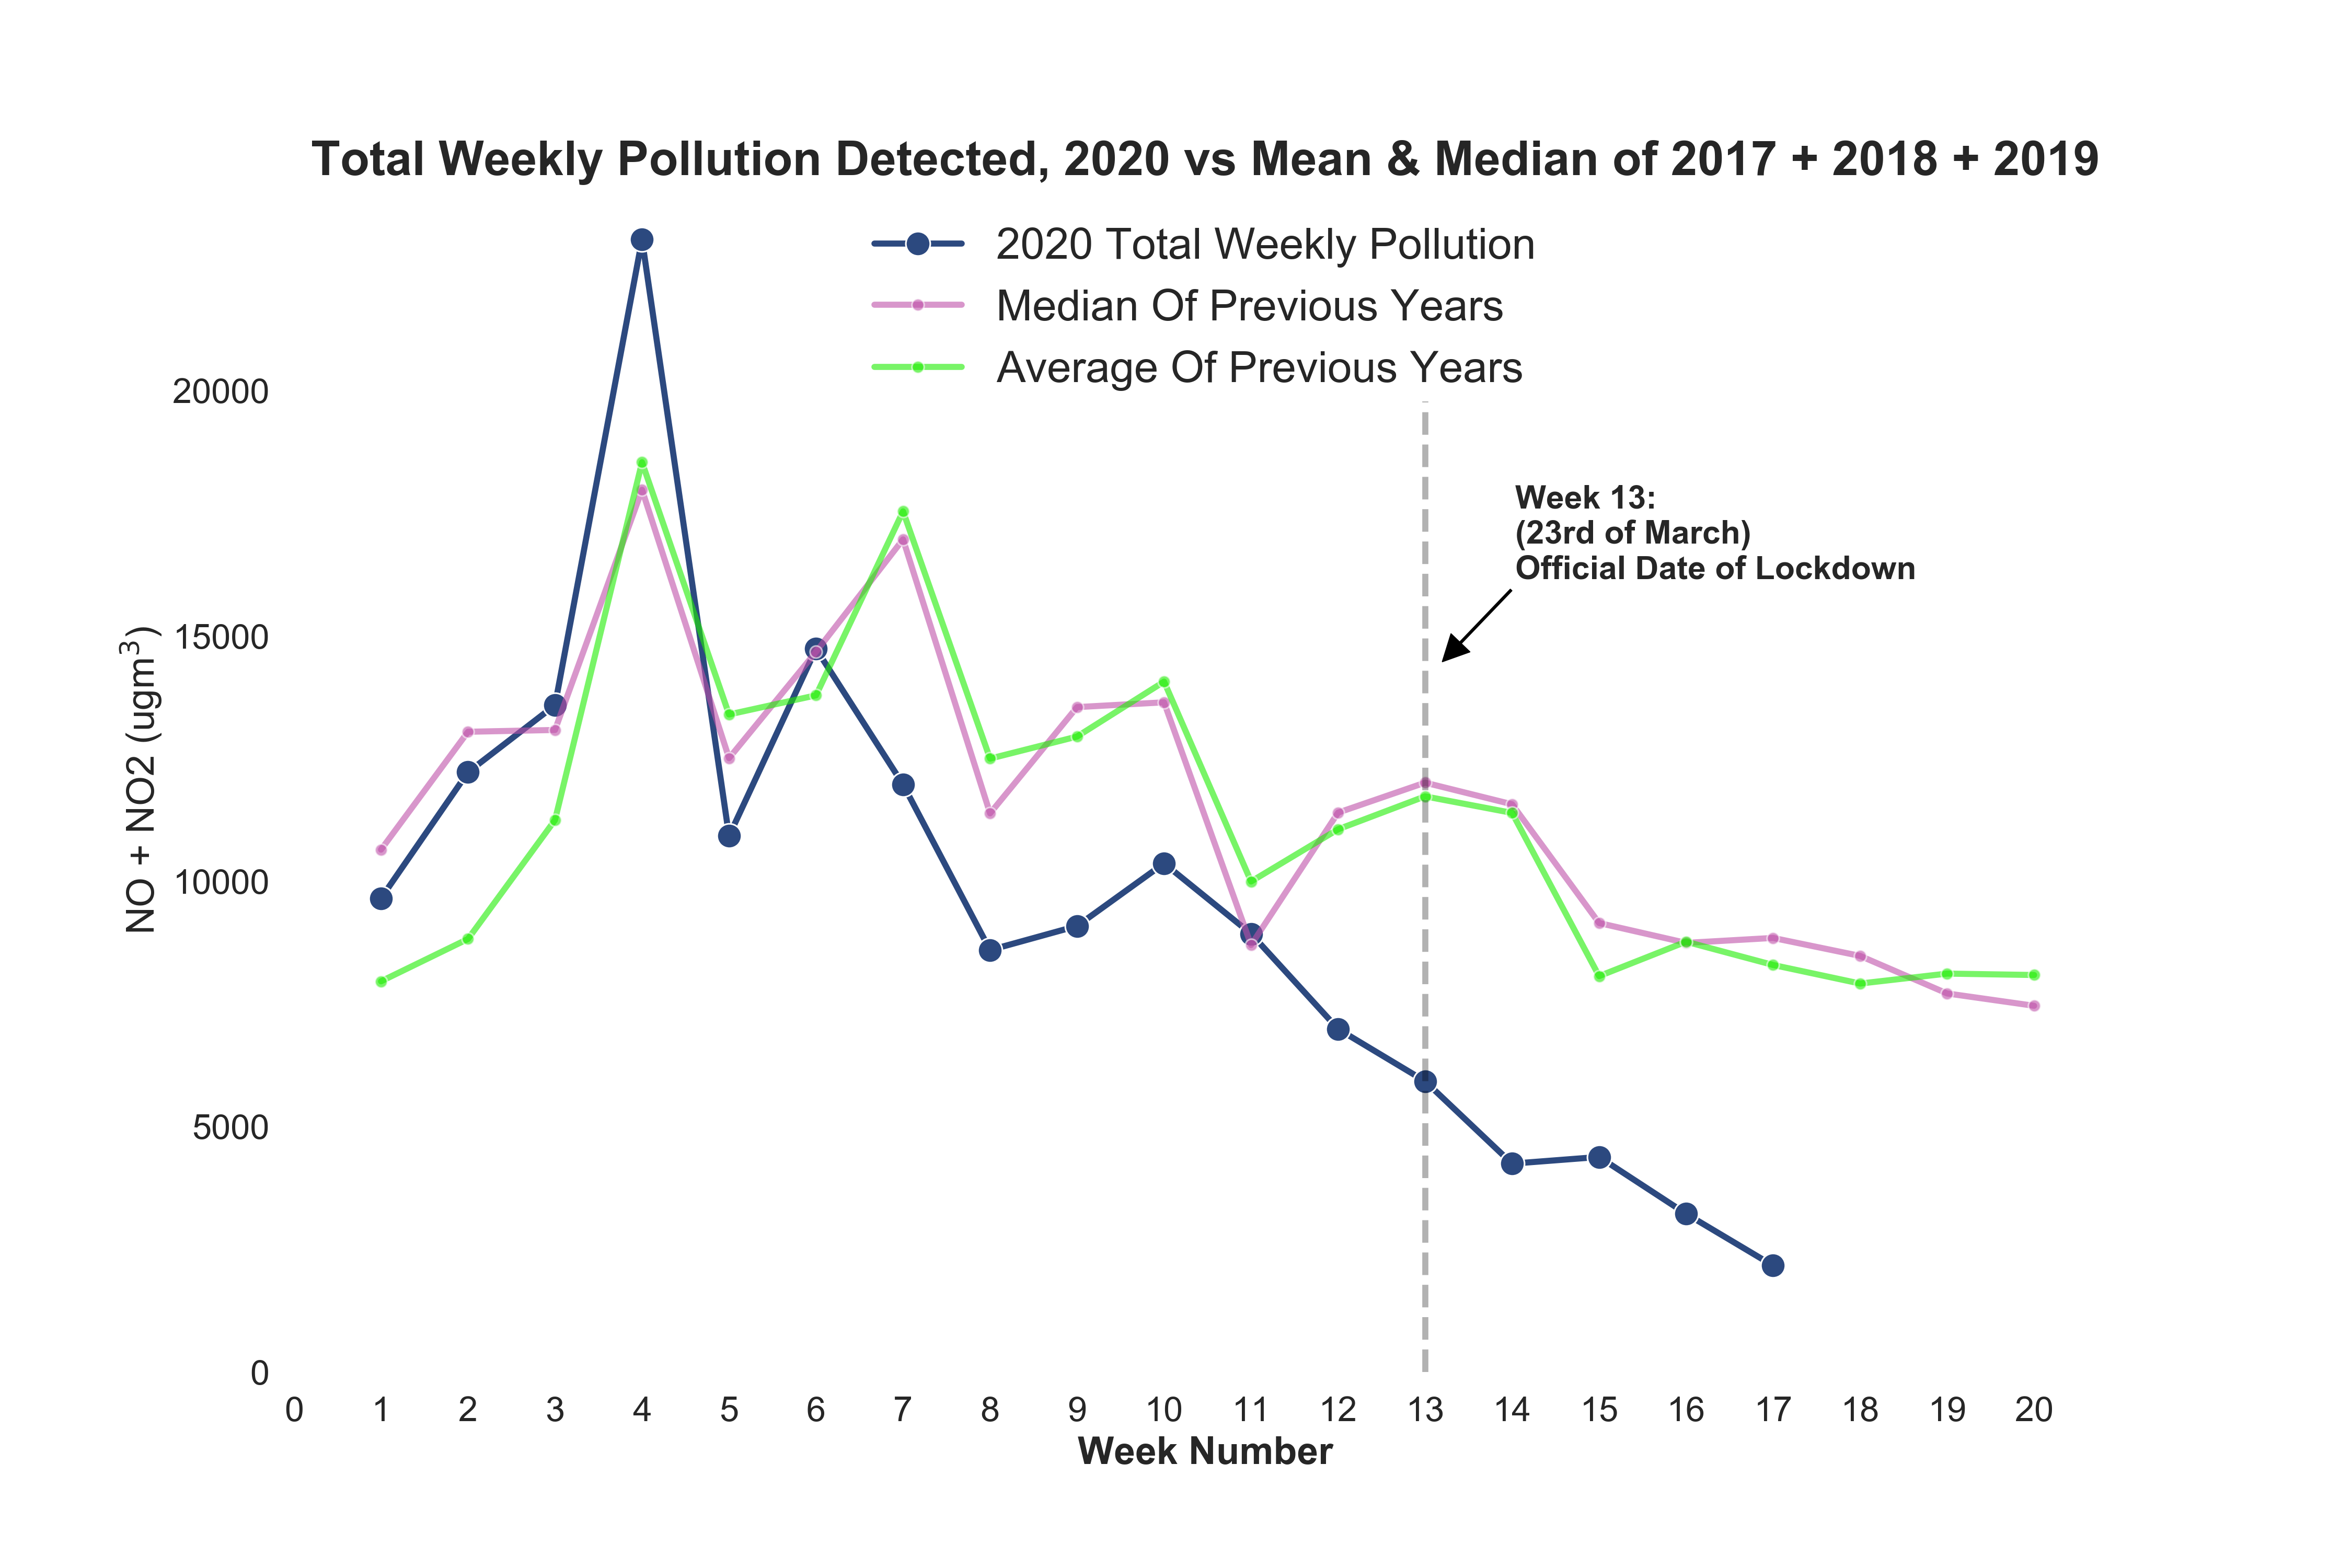 Total Weekly Pollution Detected, 2020 vs Mean & Median of 2017 + 2018 + 2019
2020 Total Weekly Pollution
Median Of Previous Years
Average Of Previous Years
20000
15000
10000
5000
0
NO + NO2 (ugm³)
Week 13:
(23rd of March)
Official Date of Lockdown
0 1 2 3 4 5 6 7 8 9 10 11 12 13 14 15 16 17 18 19 20
Week Number